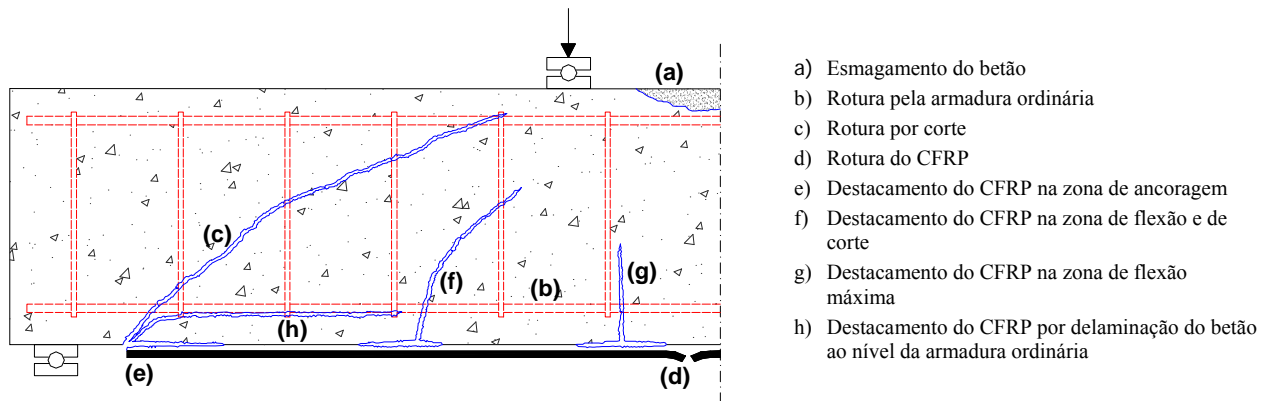 (a)
(c)
(f)
(b)
(g)
(h)
(e)
(d)
a) Esmagamento do betão
b) Rotura pela armadura ordinária
c) Rotura por corte
d) Rotura do CFRP
e) Destacamento do CFRP na zona de ancoragem
f) Destacamento do CFRP na zona de flexão e de
corte
g) Destacamento do CFRP na zona de flexão
máxima
h) Destacamento do CFRP por delaminação do betão
ao nível da armadura ordinária